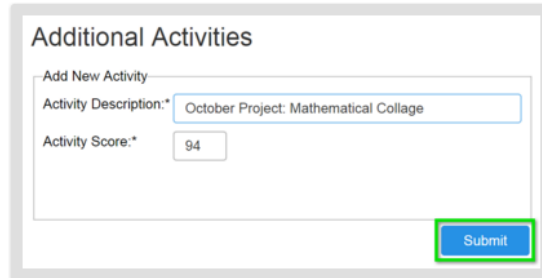 Additional Activities
Add New Activity
Activity Description:* October Project: Mathematical Collage
Activity Score:* 94
Submit